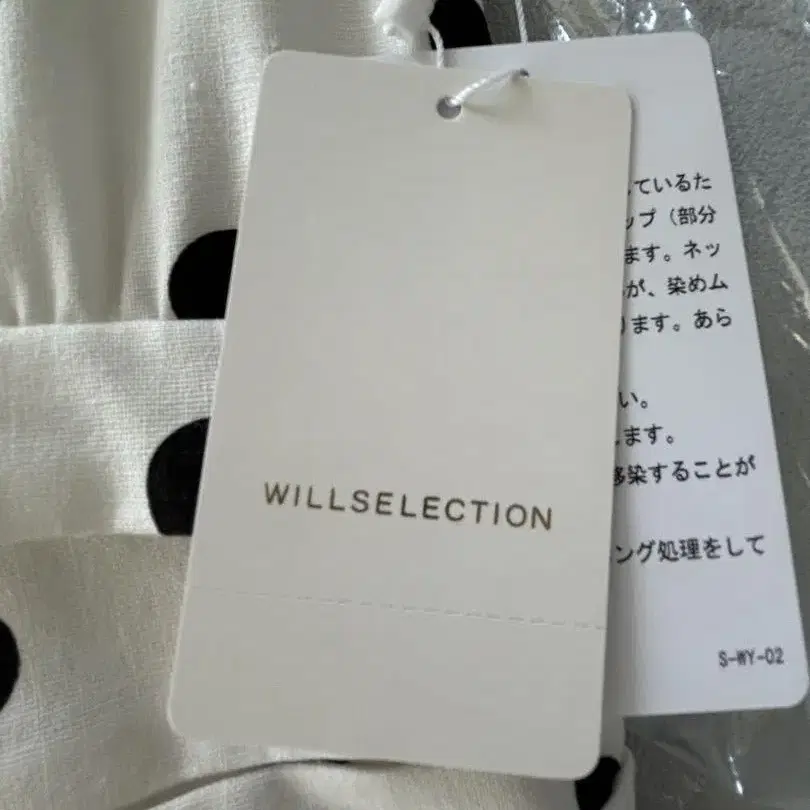 WILLSELECTION
ているた
ップ（部分
ます。ネッ
が、染めム
ります。あら
い。
します。
移染することが
ング処理をして
S-WY-02